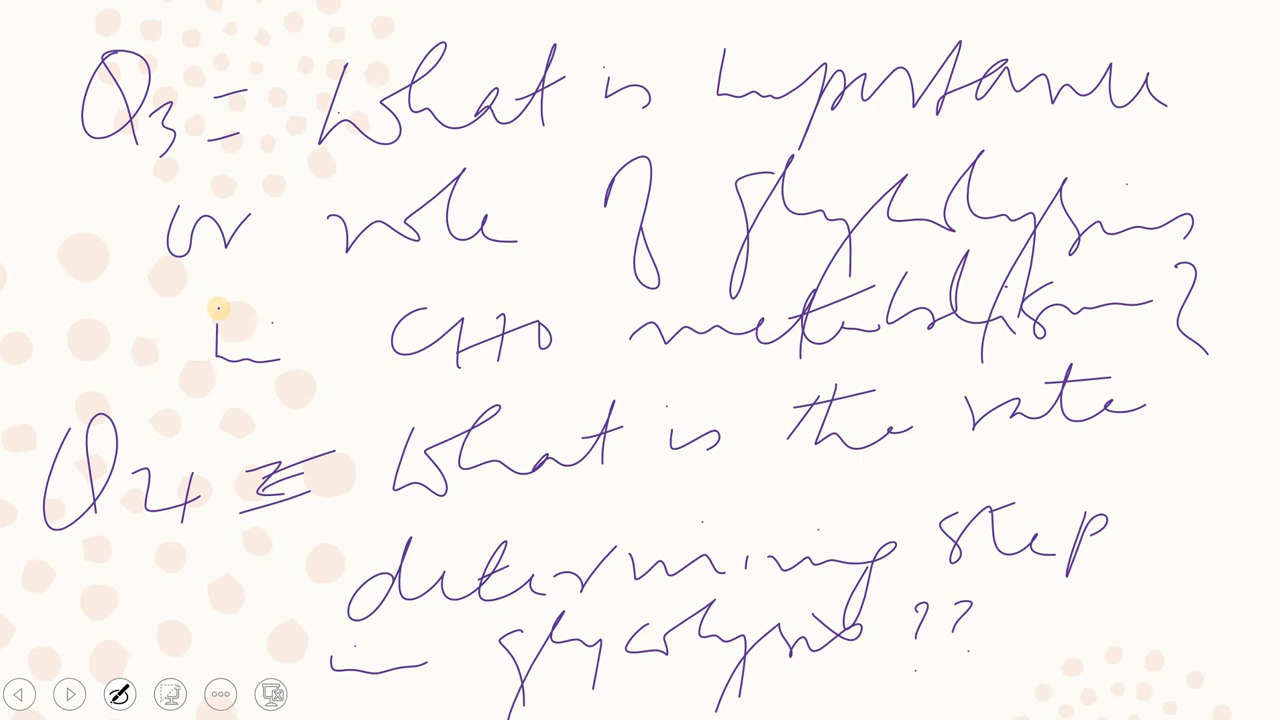 Q3 = What is importance
or role of glycolysis
in CHO metabolism?
Q4 = What is the rate
determining step
in glycolysis ??